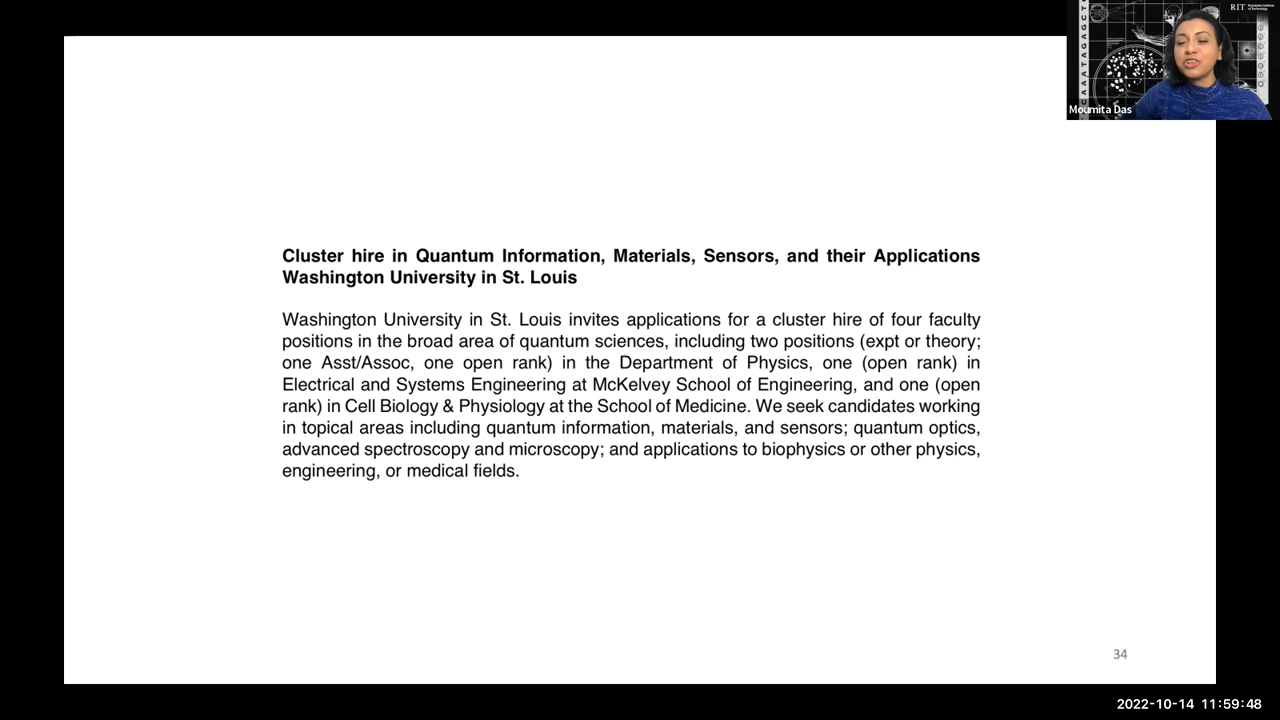 RIT
Moumita Das
Cluster hire in Quantum Information, Materials, Sensors, and their Applications
Washington University in St. Louis
Washington University in St. Louis invites applications for a cluster hire of four faculty
positions in the broad area of quantum sciences, including two positions (expt or theory;
one Asst/Assoc, one open rank) in the Department of Physics, one (open rank) in
Electrical and Systems Engineering at McKelvey School of Engineering, and one (open
rank) in Cell Biology & Physiology at the School of Medicine. We seek candidates working
in topical areas including quantum information, materials, and sensors; quantum optics,
advanced spectroscopy and microscopy; and applications to biophysics or other physics,
engineering, or medical fields.
34
2022-10-14 11:59:48